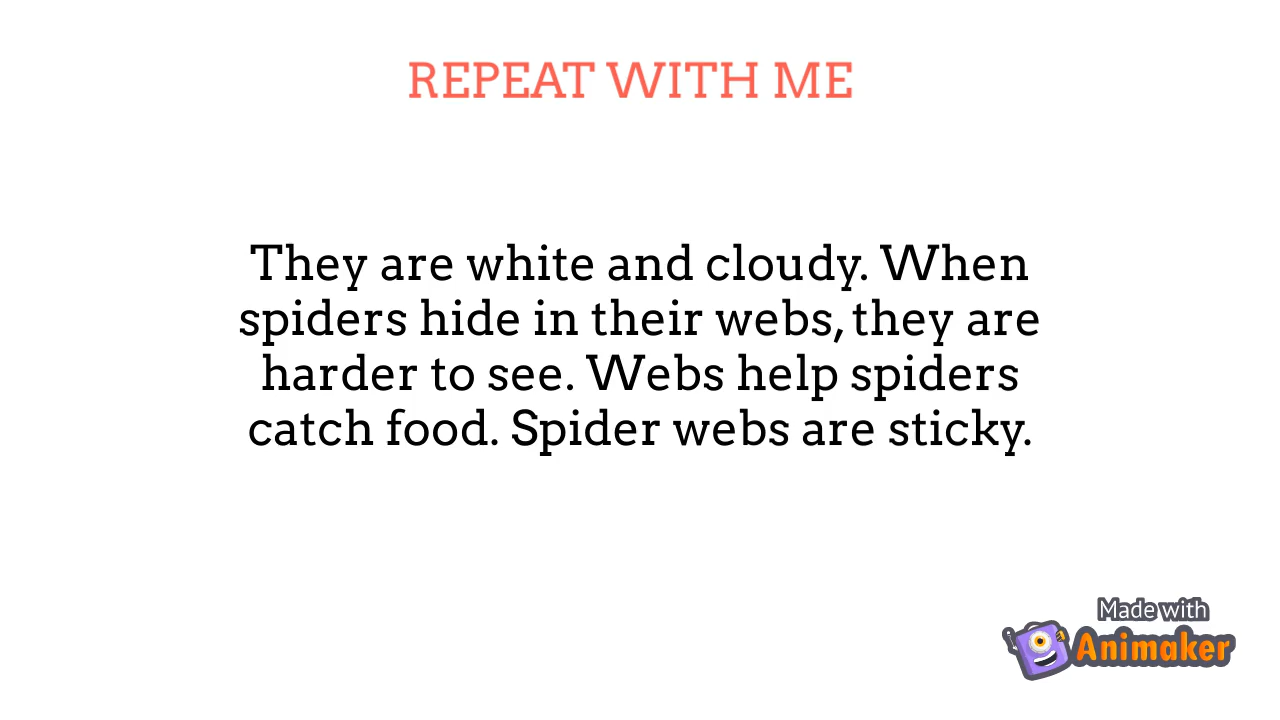 REPEAT WITH ME
They are white and cloudy. When
spiders hide in their webs, they are
harder to see. Webs help spiders
catch food. Spider webs are sticky.
Made with
Animaker